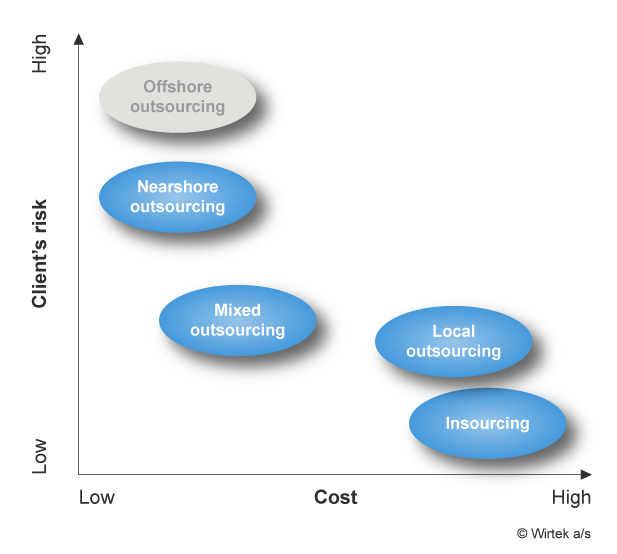 High
Offshore
outsourcing
Nearshore
outsourcing
Client's risk
Mixed
outsourcing
Local
outsourcing
Insourcing
Low
Low
Cost
High
© Wirtek a/s